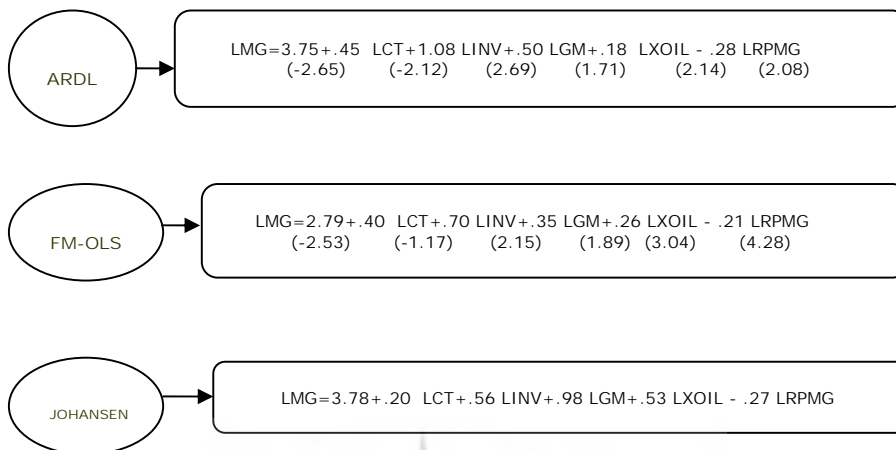 LMG=3.75+.45 LCT+1.08 LINV+.50 LGM+.18 LXOIL - .28 LRPMG
(-2.65) (-2.12) (2.69) (1.71) (2.14) (2.08)
ARDL
LMG=2.79+.40 LCT+.70 LINV+.35 LGM+.26 LXOIL - .21 LRPMG
(-2.53) (-1.17) (2.15) (1.89) (3.04) (4.28)
FM-OLS
LMG=3.78+.20 LCT+.56 LINV+.98 LGM+.53 LXOIL - .27 LRPMG
JOHANSEN